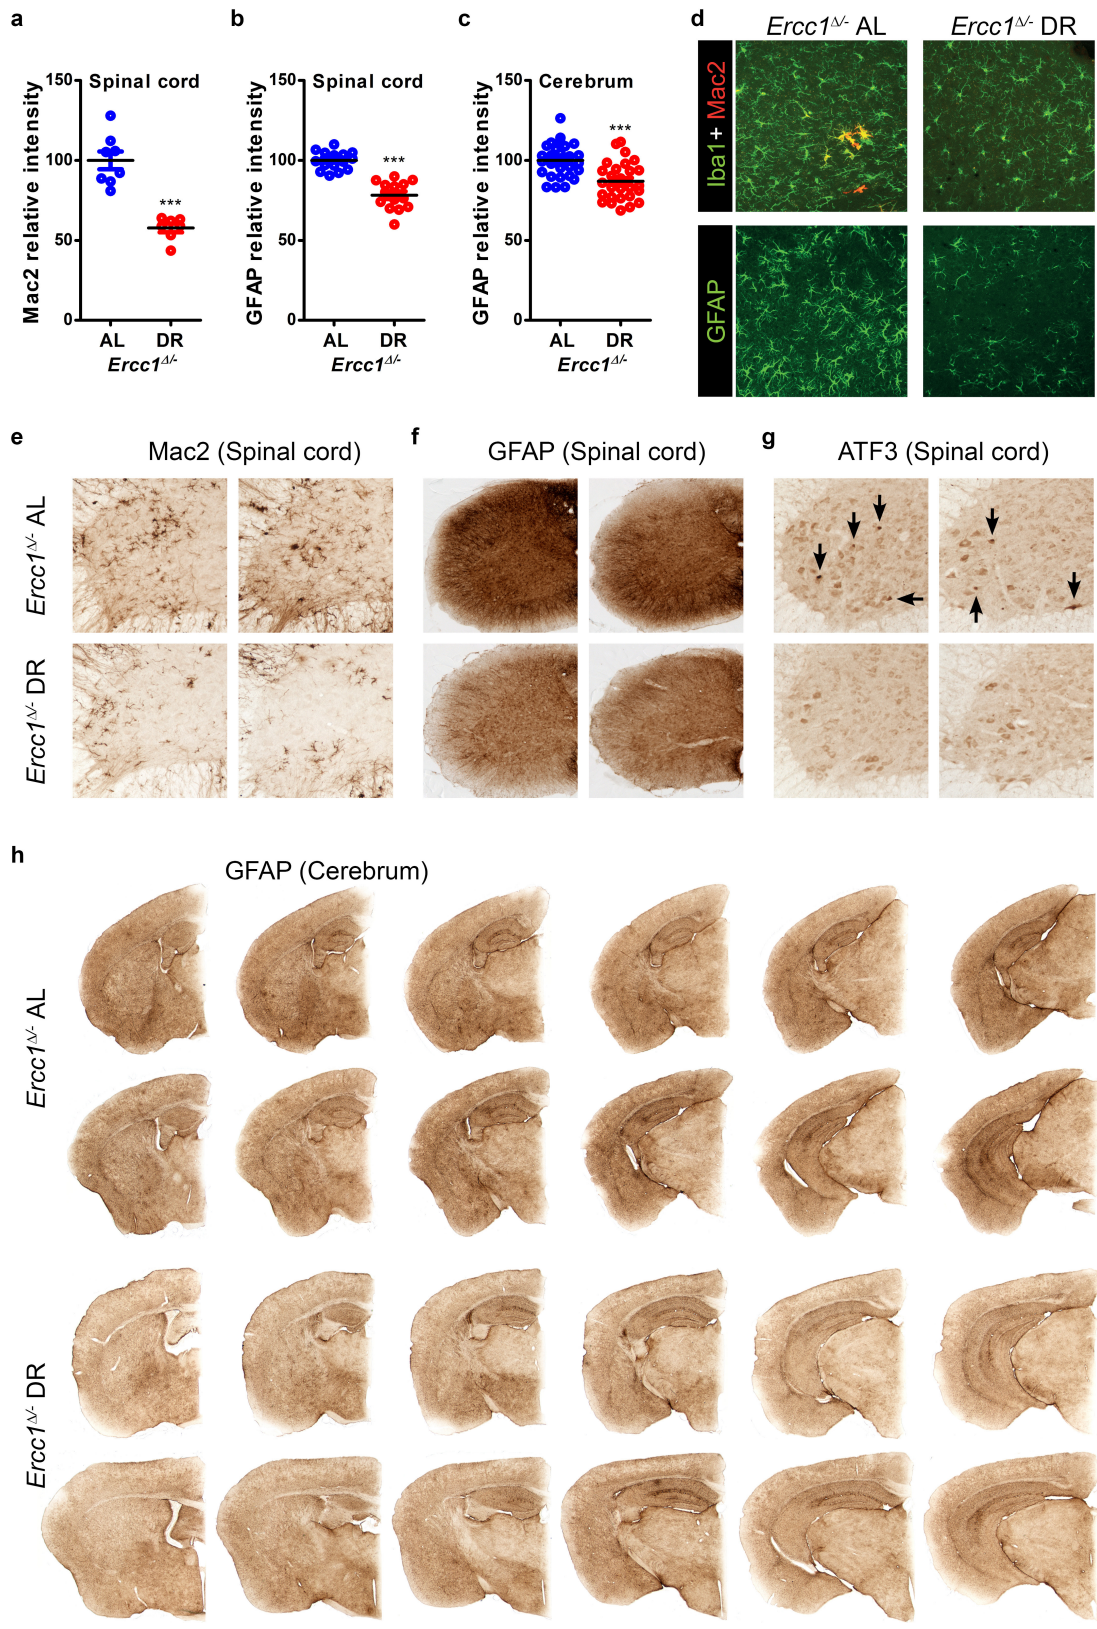 a
Mac2 relative intensity
150
100
50
0
Spinal cord
***
AL
DR
Ercc1Δ/-
b
GFAP relative intensity
150
100
50
0
Spinal cord
***
AL
DR
Ercc1Δ/-
c
GFAP relative intensity
150
100
50
0
Cerebrum
***
AL
DR
Ercc1Δ/-
d
Ercc1Δ/- AL
Ercc1Δ/- DR
Iba1+ Mac2
GFAP
e
Mac2 (Spinal cord)
Ercc1Δ/- AL
Ercc1Δ/- DR
f
GFAP (Spinal cord)
g
ATF3 (Spinal cord)
h
GFAP (Cerebrum)
Ercc1Δ/- AL
Ercc1Δ/- DR